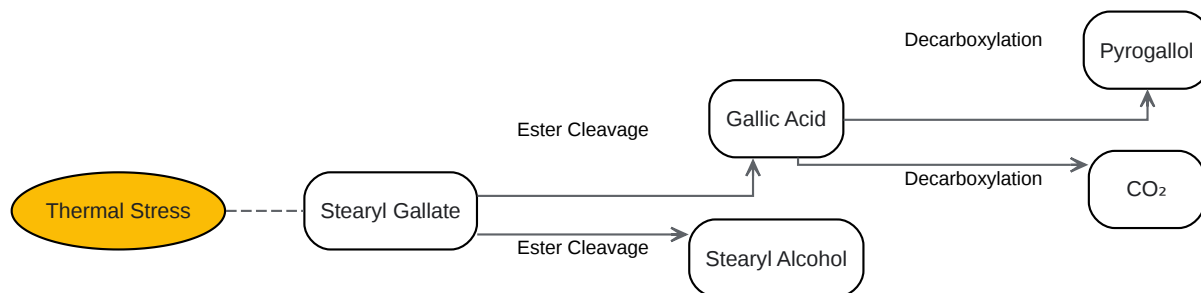 Decarboxylation
Pyrogallol
Ester Cleavage
Gallic Acid
Decarboxylation
CO₂
Thermal Stress
Stearyl Gallate
Ester Cleavage
Stearyl Alcohol